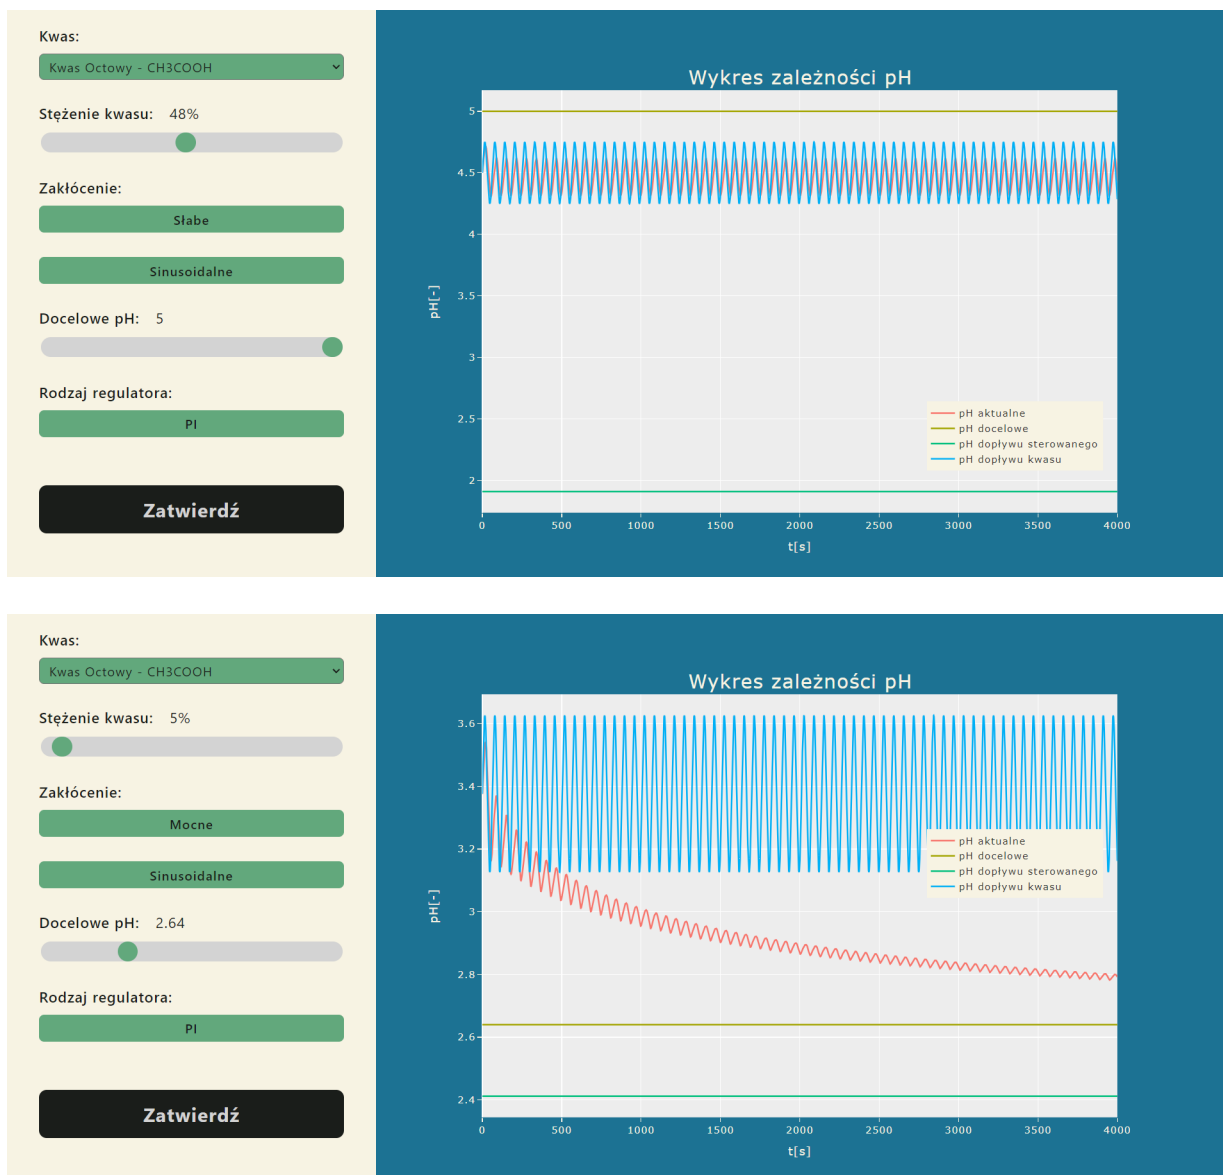 Kwas:
Kwas Octowy - CH3COOH
Stężenie kwasu: 48%
Zakłócenie:
Słabe
Sinusoidalne
Docelowe pH: 5
Rodzaj regulatora:
PI
Zatwierdź
Wykres zależności pH
5
4.5
4
3.5
3
2.5
2
pH[-]
pH aktualne
pH docelowe
pH dopływu sterowanego
pH dopływu kwasu
0 500 1000 1500 2000 2500 3000 3500 4000
t[s]
Kwas:
Kwas Octowy - CH3COOH
Stężenie kwasu: 5%
Zakłócenie:
Mocne
Sinusoidalne
Docelowe pH: 2.64
Rodzaj regulatora:
PI
Zatwierdź
Wykres zależności pH
3.6
3.4
3.2
3
2.8
2.6
2.4
pH[-]
pH aktualne
pH docelowe
pH dopływu sterowanego
pH dopływu kwasu
0 500 1000 1500 2000 2500 3000 3500 4000
t[s]